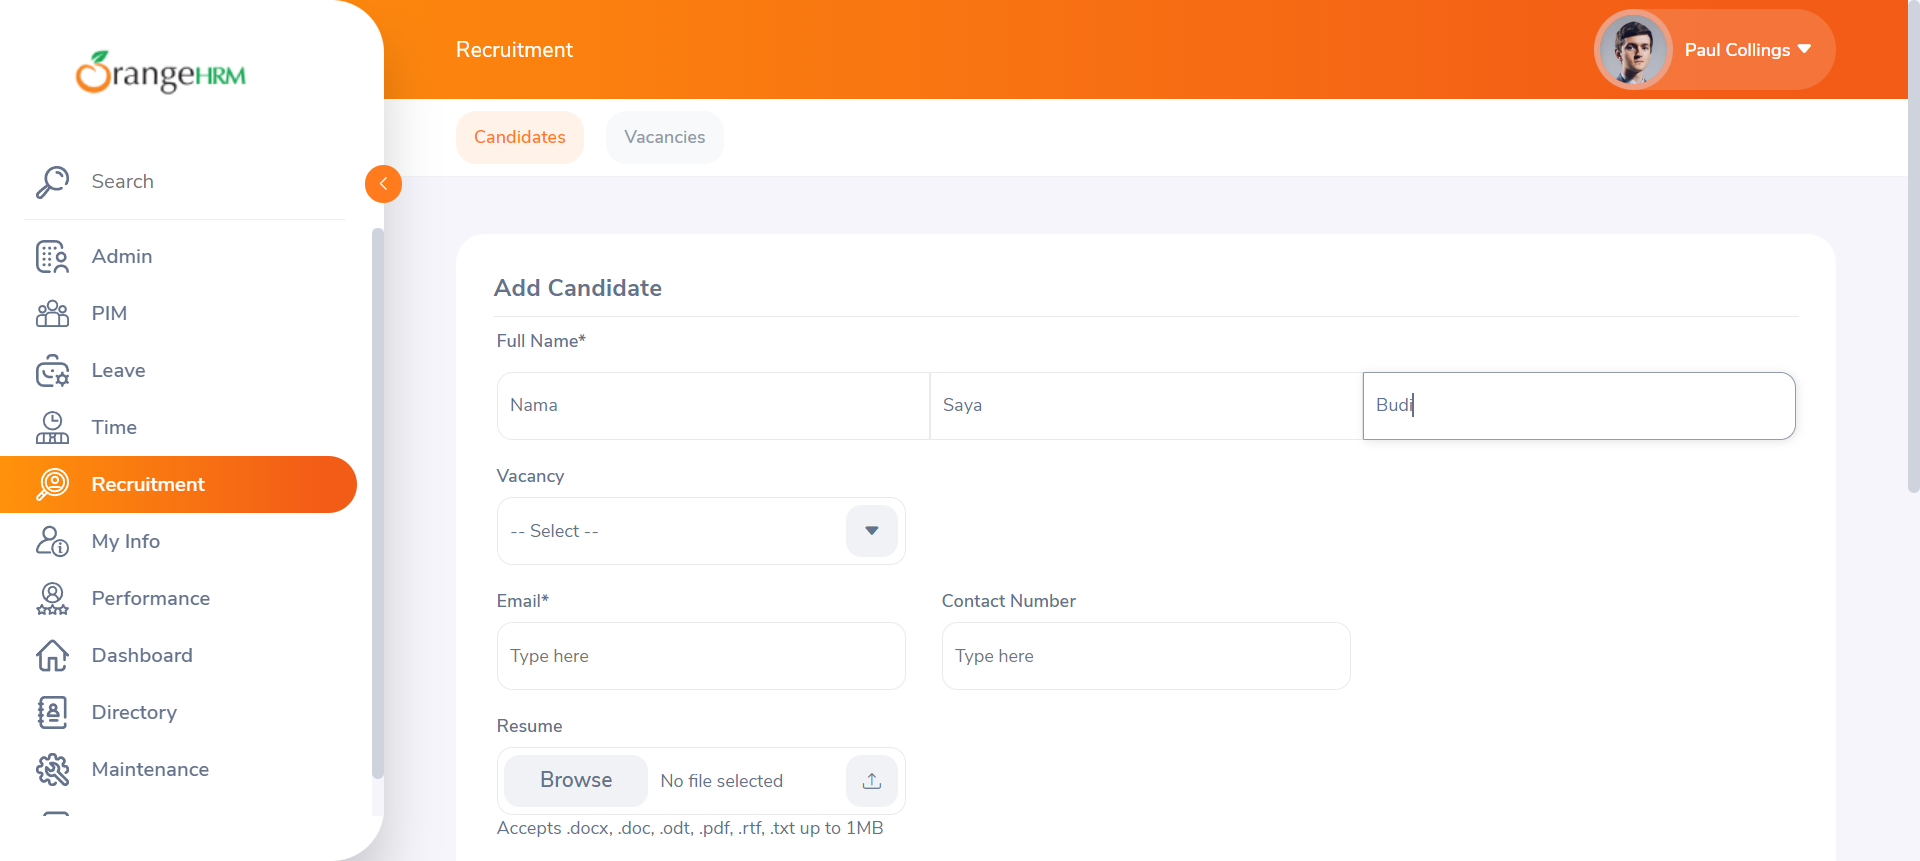 OrangeHRM
Search
Admin
PIM
Leave
Time
Recruitment
My Info
Performance
Dashboard
Directory
Maintenance
Recruitment
Paul Collings
Candidates
Vacancies
Add Candidate
Full Name*
Nama
Saya
Budi
Vacancy
-- Select --
Email*
Contact Number
Type here
Type here
Resume
Browse
No file selected
Accepts .docx, .doc, .odt, .pdf, .rtf, .txt up to 1MB